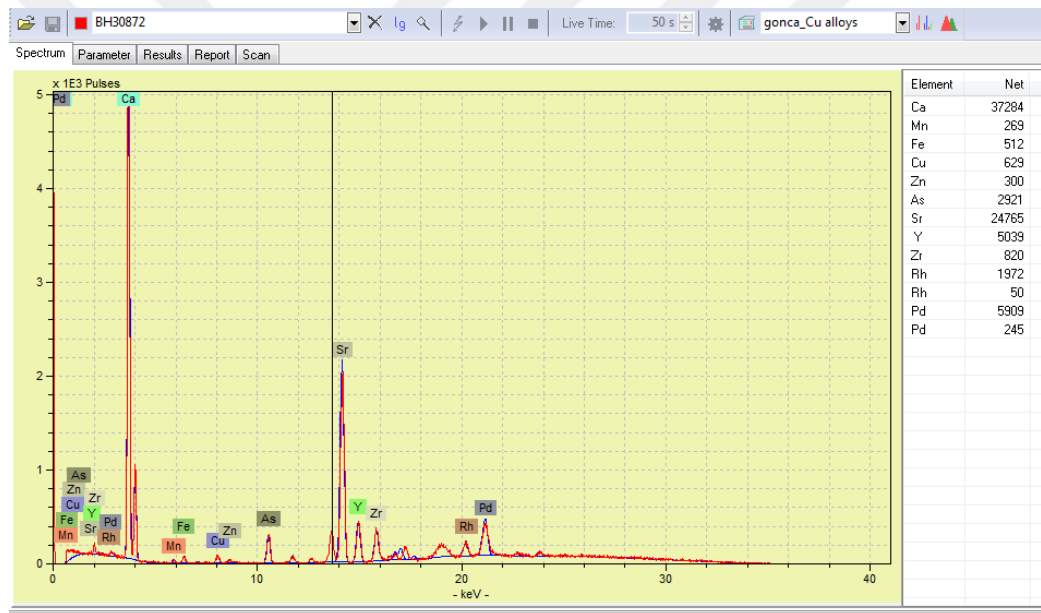 BH30872 lg Live Time: 50 s gonca_Cu alloys
Spectrum Parameter Results Report Scan
x 1E3 Pulses
Pd Ca
5
4
3
2
1
0
Sr
As
Zn
Cu Zr
Fe Y Pd
Mn Sr Rh
Mn Fe Cu Zn As
Y Zr
Rh Pd
0 10 20 30 40
- keV -
Element Net
Ca 37284
Mn 269
Fe 512
Cu 629
Zn 300
As 2921
Sr 24765
Y 5039
Zr 820
Rh 1972
Rh 50
Pd 5909
Pd 245